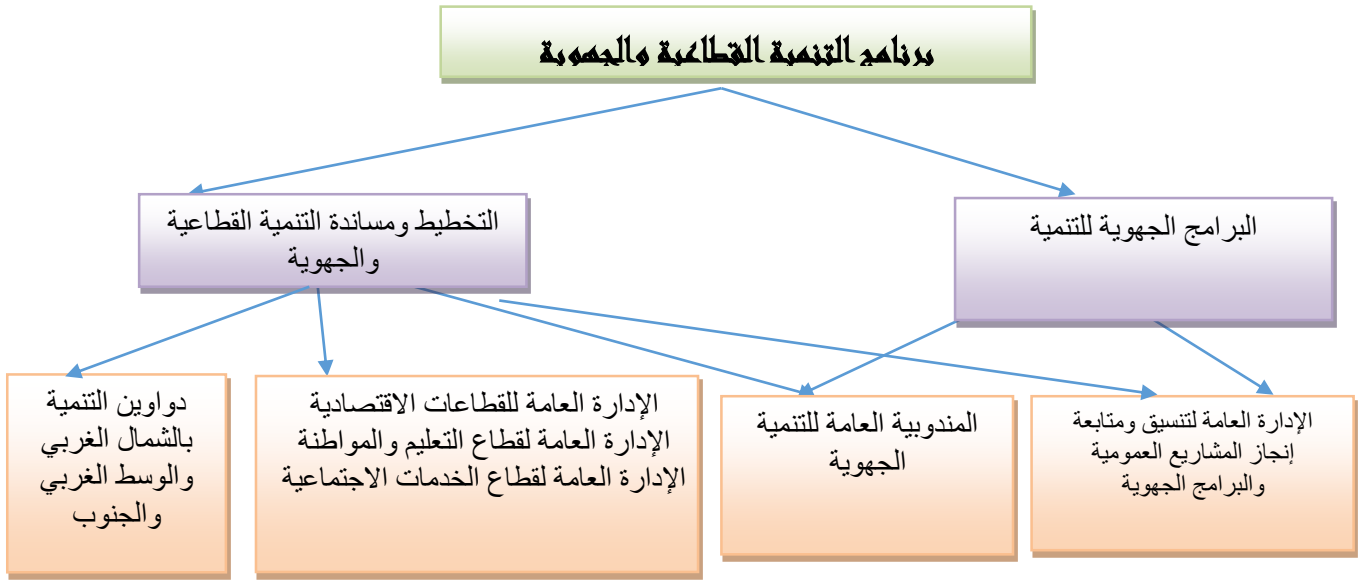 برنامج التنمية القطاعية والجهوية
البرامج الجهوية للتنمية
التخطيط ومساندة التنمية القطاعية
والجهوية
الإدارة العامة لتنسيق ومتابعة
إنجاز المشاريع العمومية
والبرامج الجهوية
المندوبية العامة للتنمية
الجهوية
الإدارة العامة للقطاعات الاقتصادية
الإدارة العامة لقطاع التعليم والمواطنة
الإدارة العامة لقطاع الخدمات الاجتماعية
دواوين التنمية
بالشمال الغربي
والوسط الغربي
والجنوب